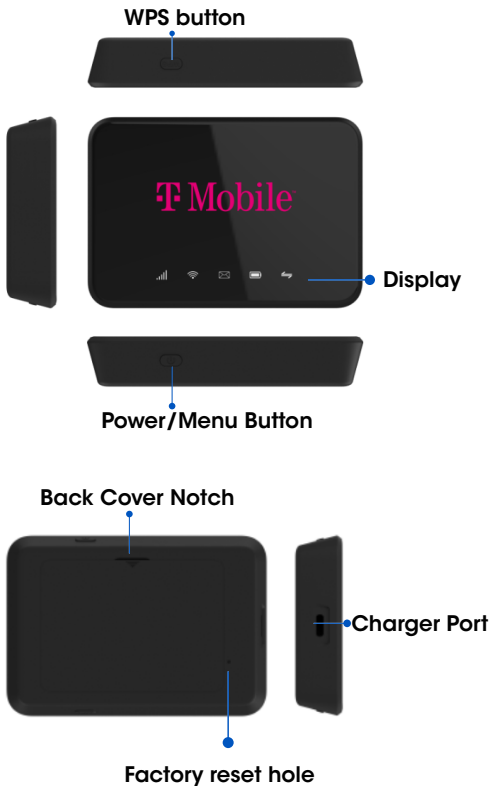 WPS button
T Mobile
Display
Power/Menu Button
Back Cover Notch
Charger Port
Factory reset hole